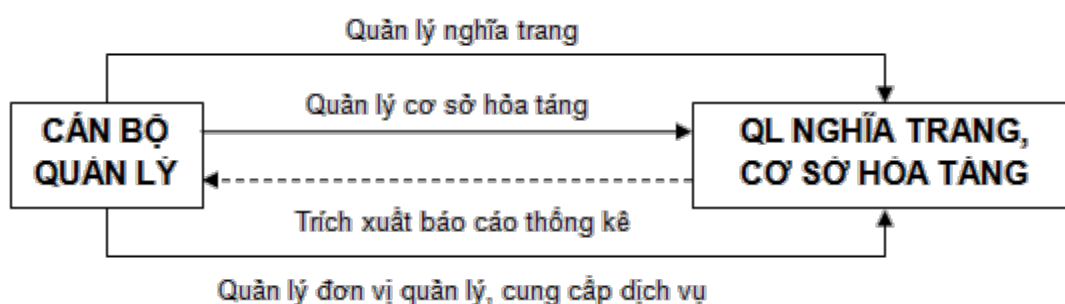 Quản lý nghĩa trang
Quản lý cơ sở hỏa táng
CÁN BỘ
QUẢN LÝ
QL NGHĨA TRANG,
CƠ SỞ HỎA TÁNG
Trích xuất báo cáo thống kê
Quản lý đơn vị quản lý, cung cấp dịch vụ